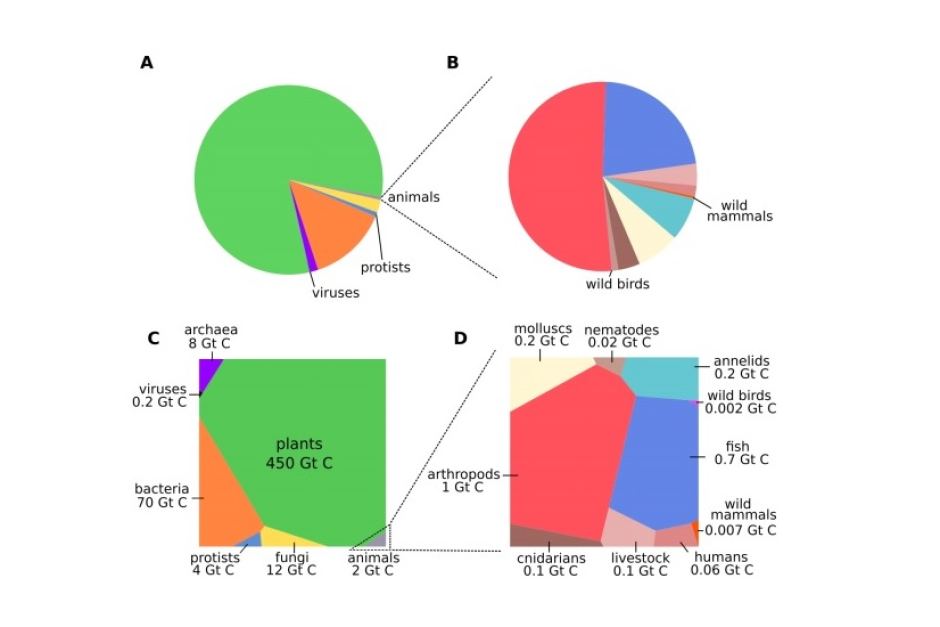 A
B
animals
wild
mammals
protists
viruses
wild birds
C
archaea
8 Gt C
viruses
0.2 Gt C
plants
450 Gt C
bacteria
70 Gt C
protists
4 Gt C
fungi
12 Gt C
animals
2 Gt C
D
molluscs
0.2 Gt C
nematodes
0.02 Gt C
annelids
0.2 Gt C
wild birds
0.002 Gt C
fish
0.7 Gt C
arthropods
1 Gt C
wild
mammals
0.007 Gt C
cnidarians
0.1 Gt C
livestock
0.1 Gt C
humans
0.06 Gt C